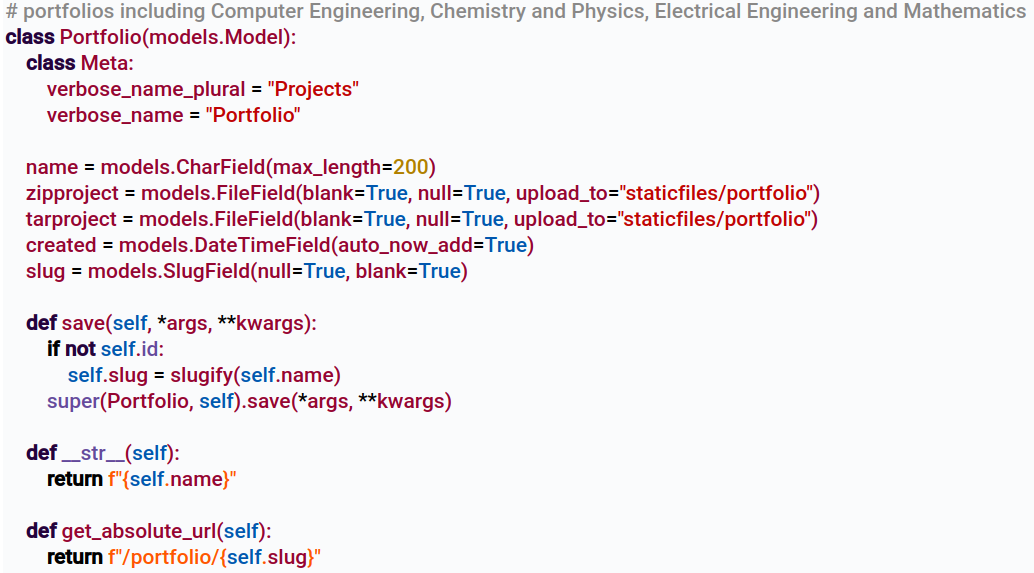 # portfolios including Computer Engineering, Chemistry and Physics, Electrical Engineering and Mathematics
class Portfolio(models.Model):
    class Meta:
        verbose_name_plural = "Projects"
        verbose_name = "Portfolio"

    name = models.CharField(max_length=200)
    zipproject = models.FileField(blank=True, null=True, upload_to="staticfiles/portfolio")
    tarproject = models.FileField(blank=True, null=True, upload_to="staticfiles/portfolio")
    created = models.DateTimeField(auto_now_add=True)
    slug = models.SlugField(null=True, blank=True)

    def save(self, *args, **kwargs):
        if not self.id:
            self.slug = slugify(self.name)
        super(Portfolio, self).save(*args, **kwargs)

    def __str__(self):
        return f"{self.name}"

    def get_absolute_url(self):
        return f"/portfolio/{self.slug}"